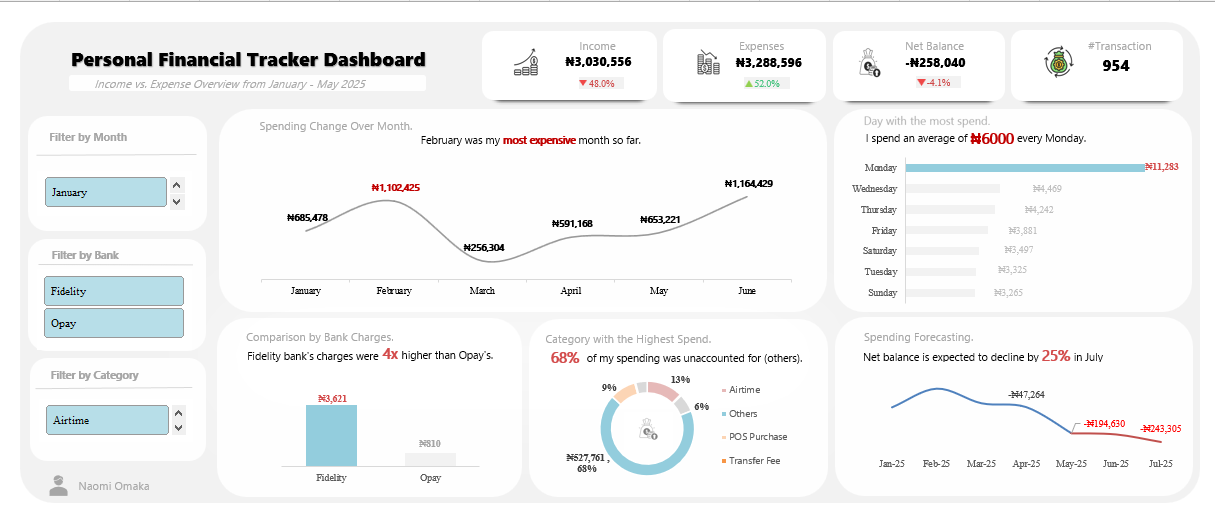 Personal Financial Tracker Dashboard
Income vs. Expense Overview from January - May 2025
Income
₦3,030,556
▼48.0%
Expenses
₦3,288,596
▲52.0%
Net Balance
-₦258,040
▼-4.1%
#Transaction
954
Filter by Month
January
Filter by Bank
Fidelity
Opay
Filter by Category
Airtime
Naomi Omaka
Spending Change Over Month.
February was my most expensive month so far.
₦685,478
₦1,102,425
₦256,304
₦591,168
₦653,221
₦1,164,429
January
February
March
April
May
June
Day with the most spend.
I spend an average of ₦6000 every Monday.
Monday ₦11,283
Wednesday ₦4,469
Thursday ₦4,242
Friday ₦3,881
Saturday ₦3,497
Tuesday ₦3,325
Sunday ₦3,265
Comparison by Bank Charges.
Fidelity bank's charges were 4x higher than Opay's.
₦3,621
₦810
Fidelity
Opay
Category with the Highest Spend.
68% of my spending was unaccounted for (others).
9%
13%
6%
₦527,761,
68%
Airtime
Others
POS Purchase
Transfer Fee
Spending Forecasting.
Net balance is expected to decline by 25% in July
-₦47,264
-₦194,630
-₦243,305
Jan-25
Feb-25
Mar-25
Apr-25
May-25
Jun-25
Jul-25